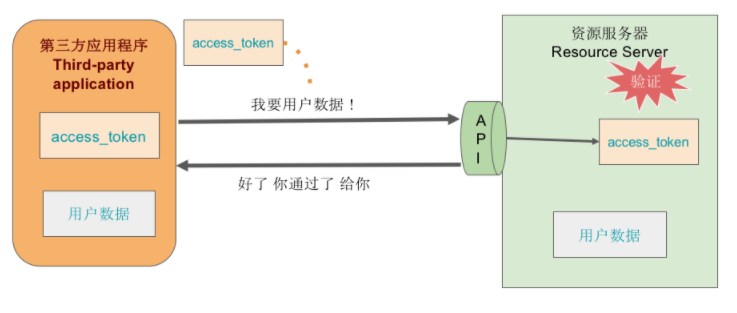 第三方应用程序
Third-party
application
access_token
用户数据
access_token
我要用户数据！
好了 你通过了 给你
A
P
I
资源服务器
Resource Server
验证
access_token
用户数据